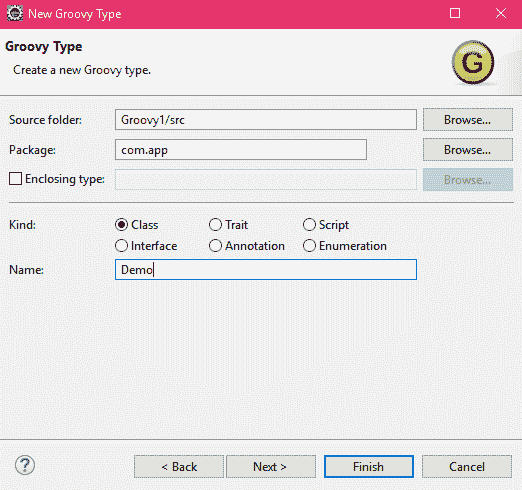 New Groovy Type
Groovy Type
Create a new Groovy type.
G
Source folder: Groovy1/src Browse...
Package: com.app Browse...
Enclosing type: Browse...
Kind: Class Trait Script
Interface Annotation Enumeration
Name: Demo
? < Back Next > Finish Cancel